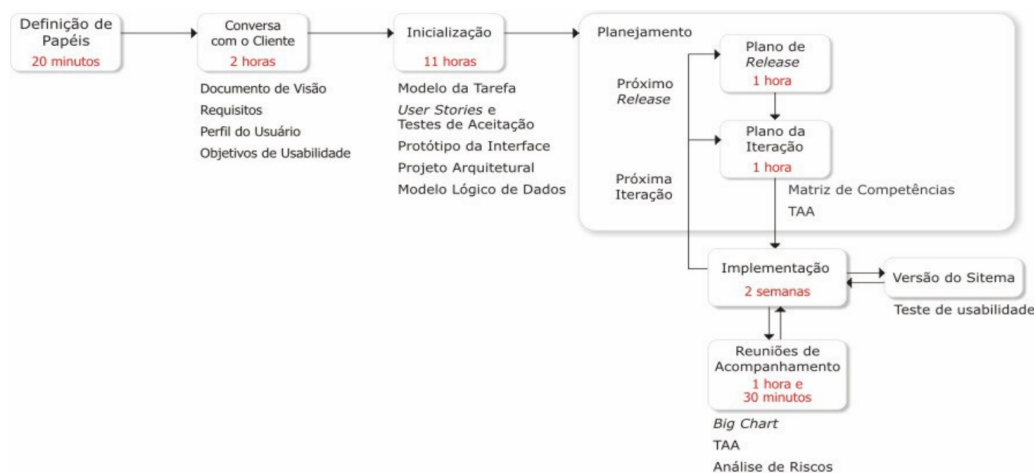 Definição de
Papéis
20 minutos
Conversa
com o Cliente
2 horas
Documento de Visão
Requisitos
Perfil do Usuário
Objetivos de Usabilidade
Inicialização
11 horas
Modelo da Tarefa
User Stories e
Testes de Aceitação
Protótipo da Interface
Projeto Arquitetural
Modelo Lógico de Dados
Planejamento
Próximo
Release
Próxima
Iteração
Plano de
Release
1 hora
Plano da
Iteração
1 hora
Matriz de Competências
TAA
Implementação
2 semanas
Versão do Sitema
Teste de usabilidade
Reuniões de
Acompanhamento
1 hora e
30 minutos
Big Chart
TAA
Análise de Riscos